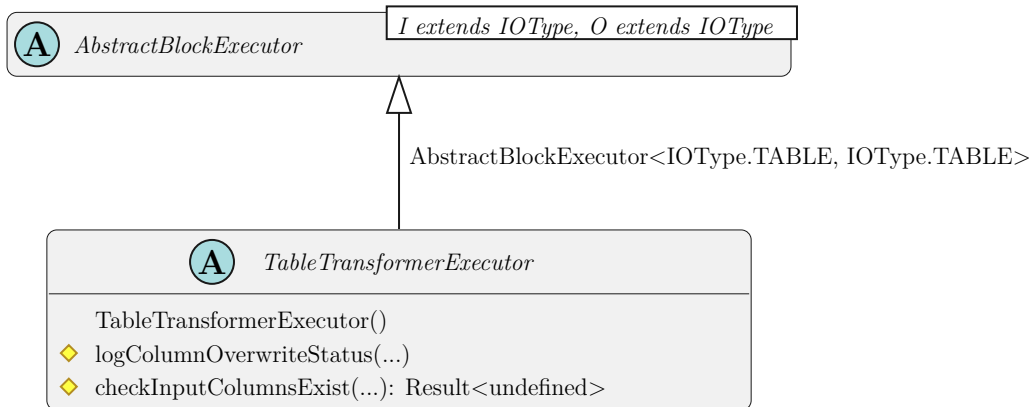 I extends IOType, O extends IOType
A AbstractBlockExecutor
AbstractBlockExecutor<IOType.TABLE, IOType.TABLE>
A TableTransformerExecutor
TableTransformerExecutor()
logColumnOverwriteStatus(...)
checkInputColumnsExist(...): Result<undefined>